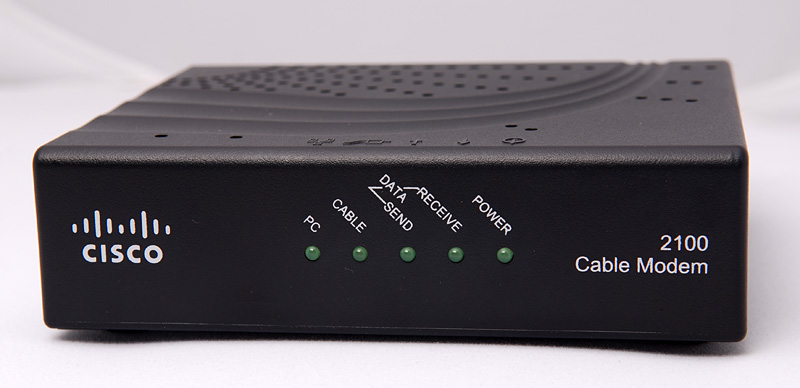 CISCO
PC
CABLE
DATA
SEND
RECEIVE
POWER
2100
Cable Modem